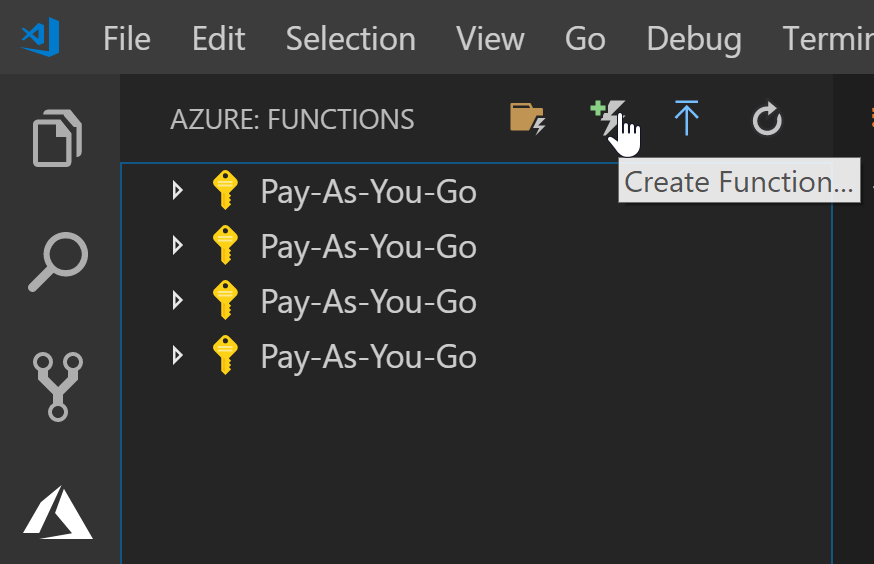 File Edit Selection View Go Debug Termin
AZURE: FUNCTIONS
Create Function...
Pay-As-You-Go
Pay-As-You-Go
Pay-As-You-Go
Pay-As-You-Go